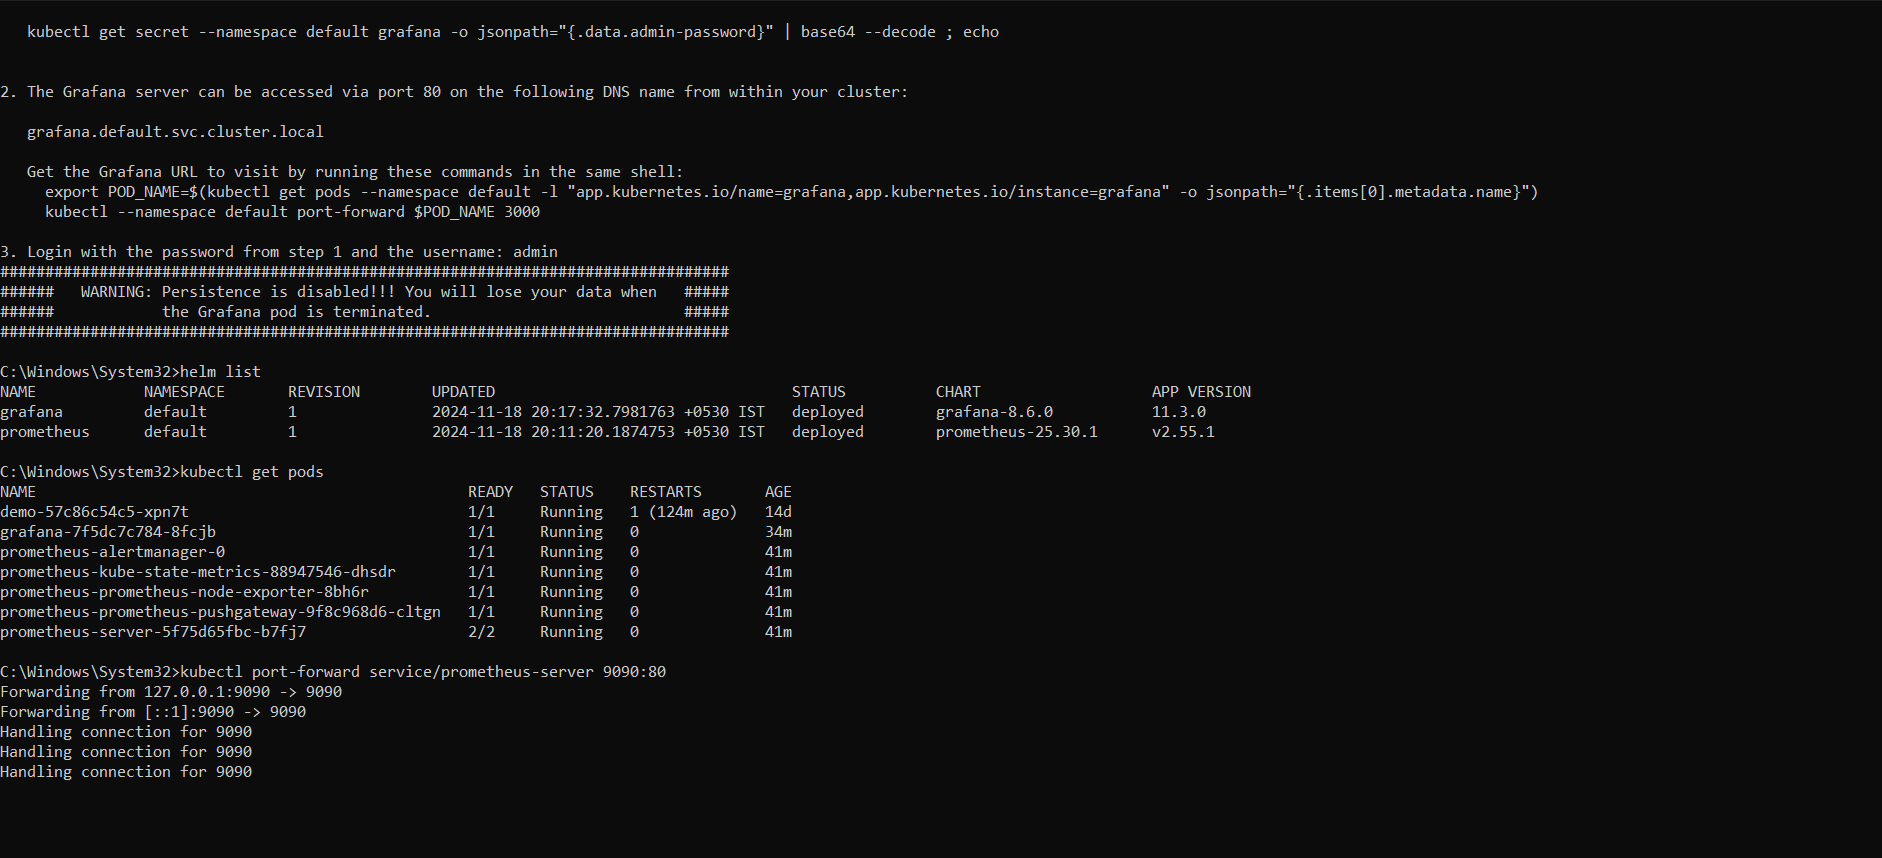 kubectl get secret --namespace default grafana -o jsonpath="{.data.admin-password}" | base64 --decode ; echo
2. The Grafana server can be accessed via port 80 on the following DNS name from within your cluster:
grafana.default.svc.cluster.local
Get the Grafana URL to visit by running these commands in the same shell:
export POD_NAME=$(kubectl get pods --namespace default -l "app.kubernetes.io/name=grafana,app.kubernetes.io/instance=grafana" -o jsonpath="{.items[0].metadata.name}")
kubectl --namespace default port-forward $POD_NAME 3000
3. Login with the password from step 1 and the username: admin
#################################################################################
###### WARNING: Persistence is disabled!!! You will lose your data when #####
###### the Grafana pod is terminated. #####
#################################################################################
C:\Windows\System32>helm list
NAME NAMESPACE REVISION UPDATED STATUS CHART APP VERSION
grafana default 1 2024-11-18 20:17:32.7981763 +0530 IST deployed grafana-8.6.0 11.3.0
prometheus default 1 2024-11-18 20:11:20.1874753 +0530 IST deployed prometheus-25.30.1 v2.55.1
C:\Windows\System32>kubectl get pods
NAME READY STATUS RESTARTS AGE
demo-57c86c54c5-xpn7t 1/1 Running 1 (124m ago) 14d
grafana-7f5dc7c784-8fcjb 1/1 Running 0 34m
prometheus-alertmanager-0 1/1 Running 0 41m
prometheus-kube-state-metrics-88947546-dhsdr 1/1 Running 0 41m
prometheus-prometheus-node-exporter-8bh6r 1/1 Running 0 41m
prometheus-prometheus-pushgateway-9f8c968d6-cltgn 1/1 Running 0 41m
prometheus-server-5f75d65fbc-b7fj7 2/2 Running 0 41m
C:\Windows\System32>kubectl port-forward service/prometheus-server 9090:80
Forwarding from 127.0.0.1:9090 -> 9090
Forwarding from [::1]:9090 -> 9090
Handling connection for 9090
Handling connection for 9090
Handling connection for 9090